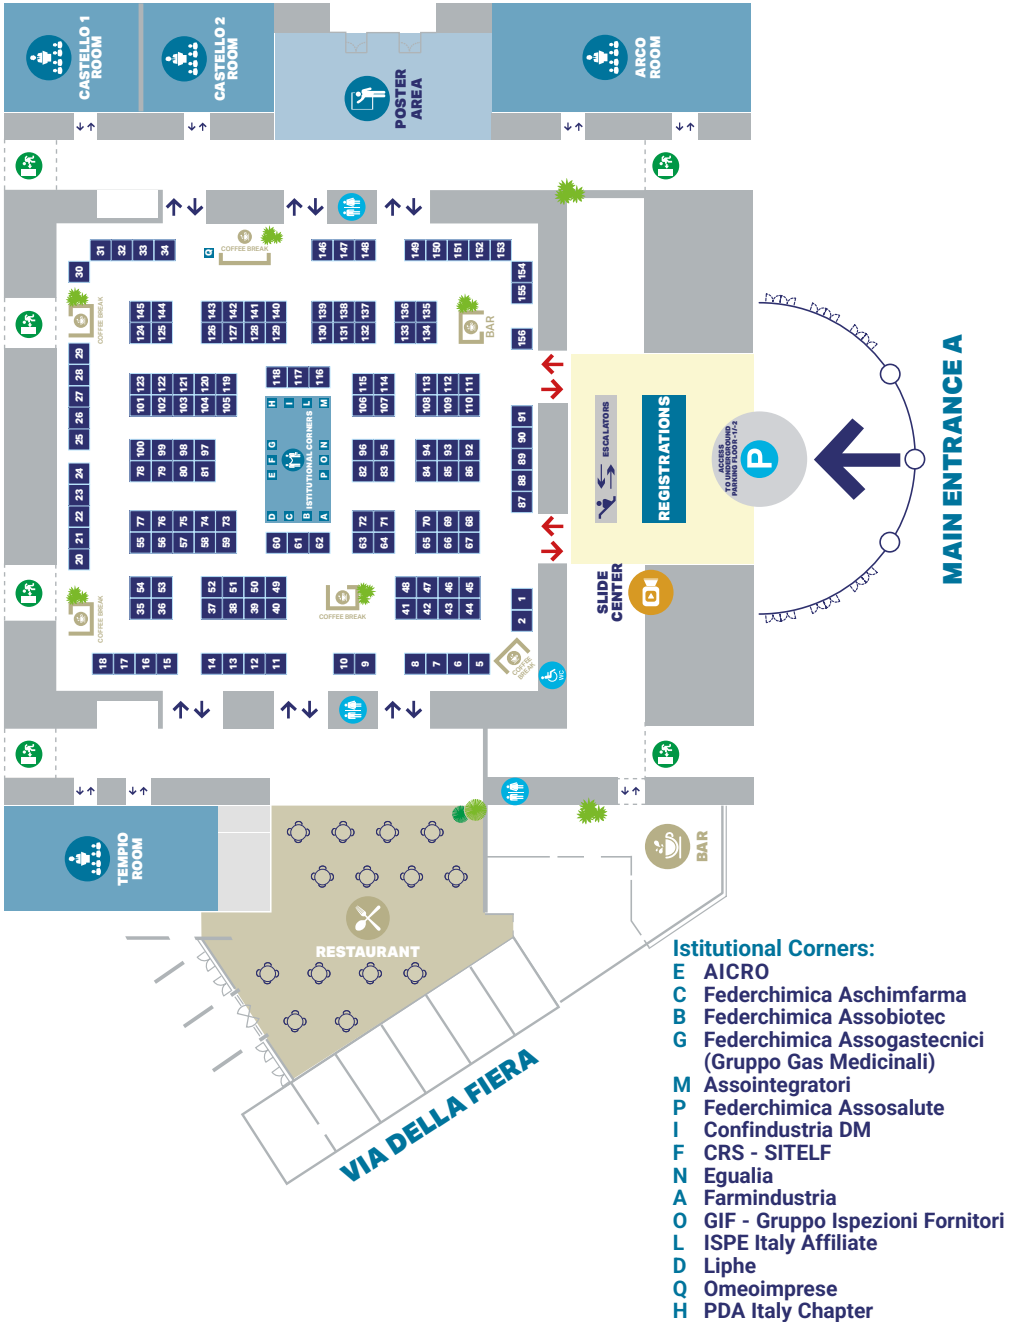 CASTELLO 1
ROOM
CASTELLO 2
ROOM
POSTER
AREA
ARCO
ROOM
Q
COFFEE BREAK
31 32 33 34
146 147 148
149 150 151 152 153
30
154
155
COFFEE BREAK
145 144
124 125
143 142 141 140
126 127 128 129
139 138 137
130 131 132
136 135
133 134
BAR
156
29
28
27
26
25
123 122 121 120 119
101 102 103 104 105
118 117 116
115 114
106 107
113 112 111
108 109 110
H I L M
E F G
P O N
D C B A
ISTITUTIONAL CORNERS
100 99 98 97
78 79 80 81
96 95
82 83
94 93 92
84 85 86
91
90
89
88
87
24
23
22
21
20
77 76 75 74 73
55 56 57 58 59
60 61 62
72 71
63 64
70 69 68
65 66 67
54 53
35 36
52 51 50 49
37 38 39 40
COFFEE BREAK
48 47 46 45
41 42 43 44
1
2
COFFEE BREAK
18 17 16 15
14 13 12 11
10 9
8 7 6 5
COFFEE
BREAK
WC
ESCALATORS
REGISTRATIONS
ACCESS
TO UNDERGROUND
PARKING FLOOR -1/-2
P
MAIN ENTRANCE A
SLIDE
CENTER
TEMPIO
ROOM
RESTAURANT
BAR
VIA DELLA FIERA
Istitutional Corners:
E AICRO
C Federchimica Aschimfarma
B Federchimica Assobiotec
G Federchimica Assogastecnici
(Gruppo Gas Medicinali)
M Assointegratori
P Federchimica Assosalute
I Confindustria DM
F CRS - SITELF
N Egualia
A Farmindustria
O GIF - Gruppo Ispezioni Fornitori
L ISPE Italy Affiliate
D Liphe
Q Omeoimprese
H PDA Italy Chapter